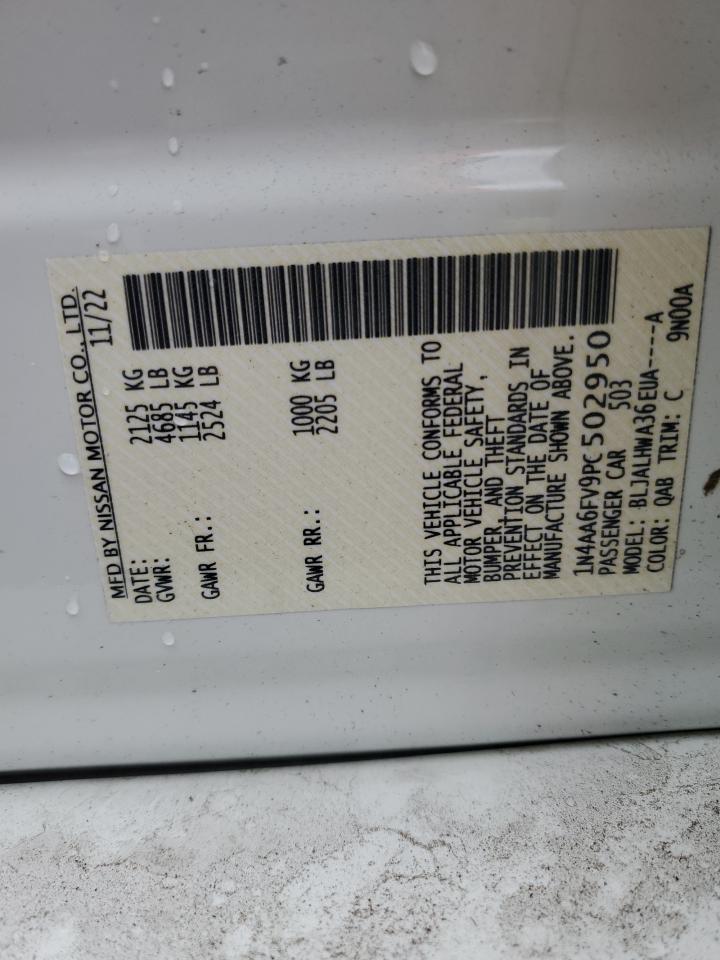 MFD BY NISSAN MOTOR CO., LTD.
DATE: 11/22
GVWR: 2125 KG
4685 LB
GAWR FR.: 1145 KG
2524 LB
GAWR RR.: 1000 KG
2205 LB
THIS VEHICLE CONFORMS TO
ALL APPLICABLE FEDERAL
MOTOR VEHICLE SAFETY,
BUMPER, AND THEFT
PREVENTION STANDARDS IN
EFFECT ON THE DATE OF
MANUFACTURE SHOWN ABOVE.
1N4AA6FV9PC502950
PASSENGER CAR 503
MODEL: BLJALHWA36EUA----A
COLOR: QAB TRIM: C 9N00A